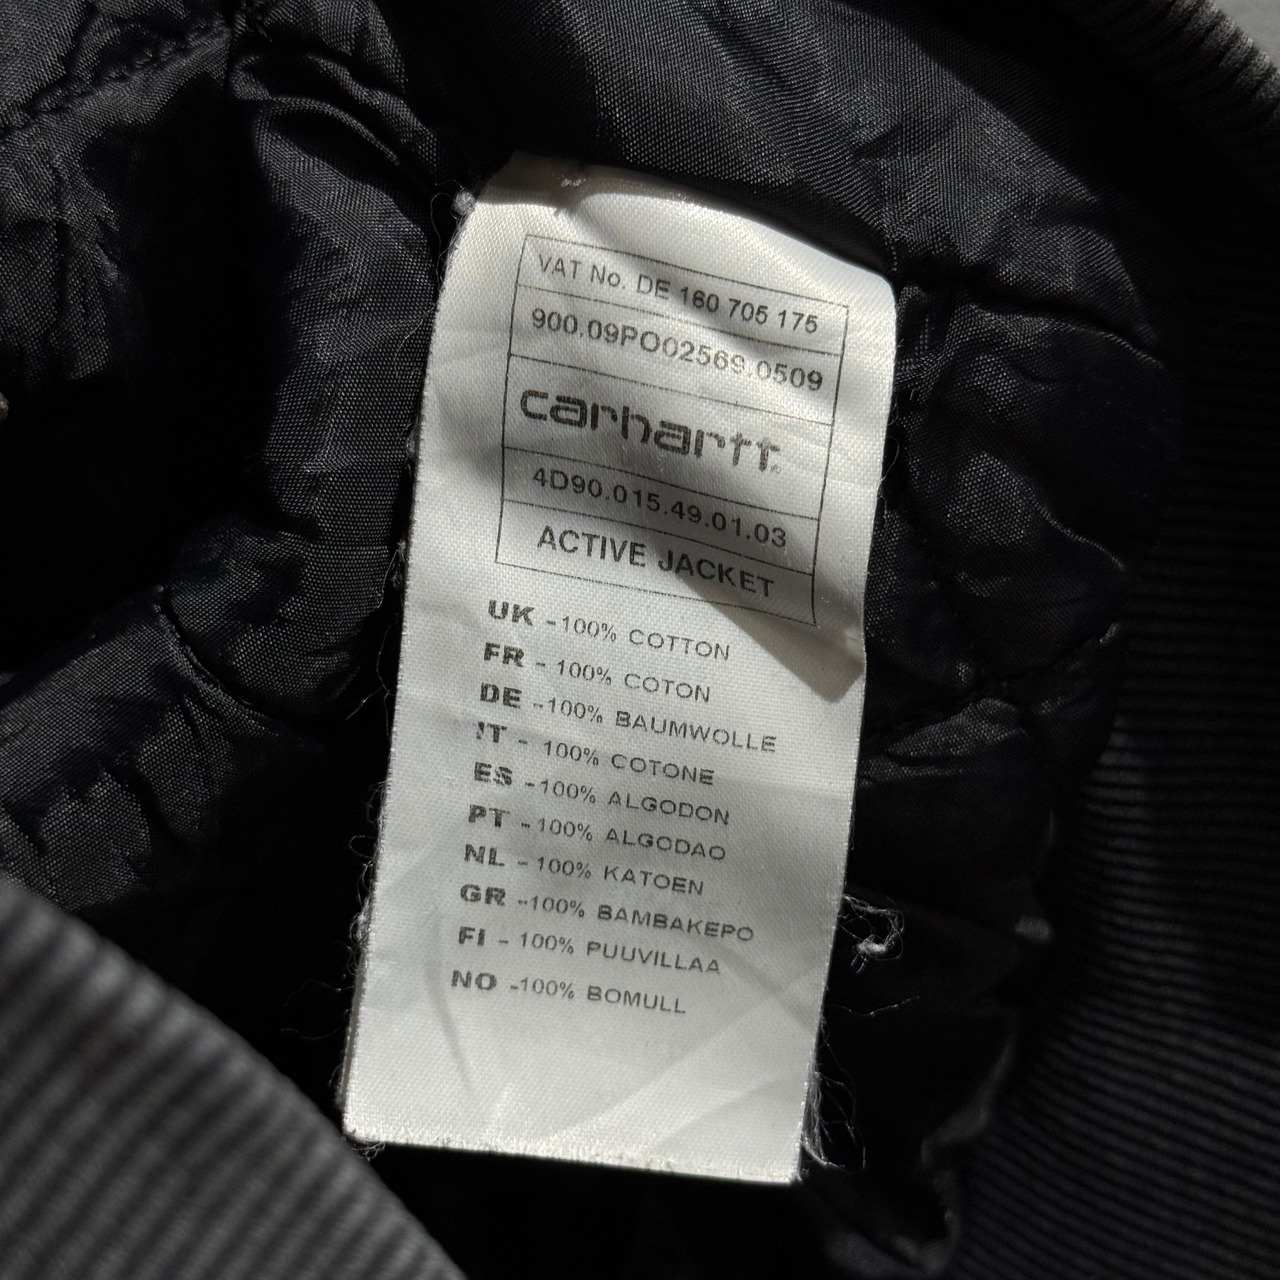 VAT No. DE 160 705 175
900.09PO02569.0509
carhartt.
4D90.015.49.01.03
ACTIVE JACKET
UK -100% COTTON
FR - 100% COTON
DE -100% BAUMWOLLE
IT - 100% COTONE
ES -100% ALGODON
PT -100% ALGODAO
NL - 100% KATOEN
GR -100% BAMBAKEPO
FI - 100% PUUVILLAA
NO -100% BOMULL